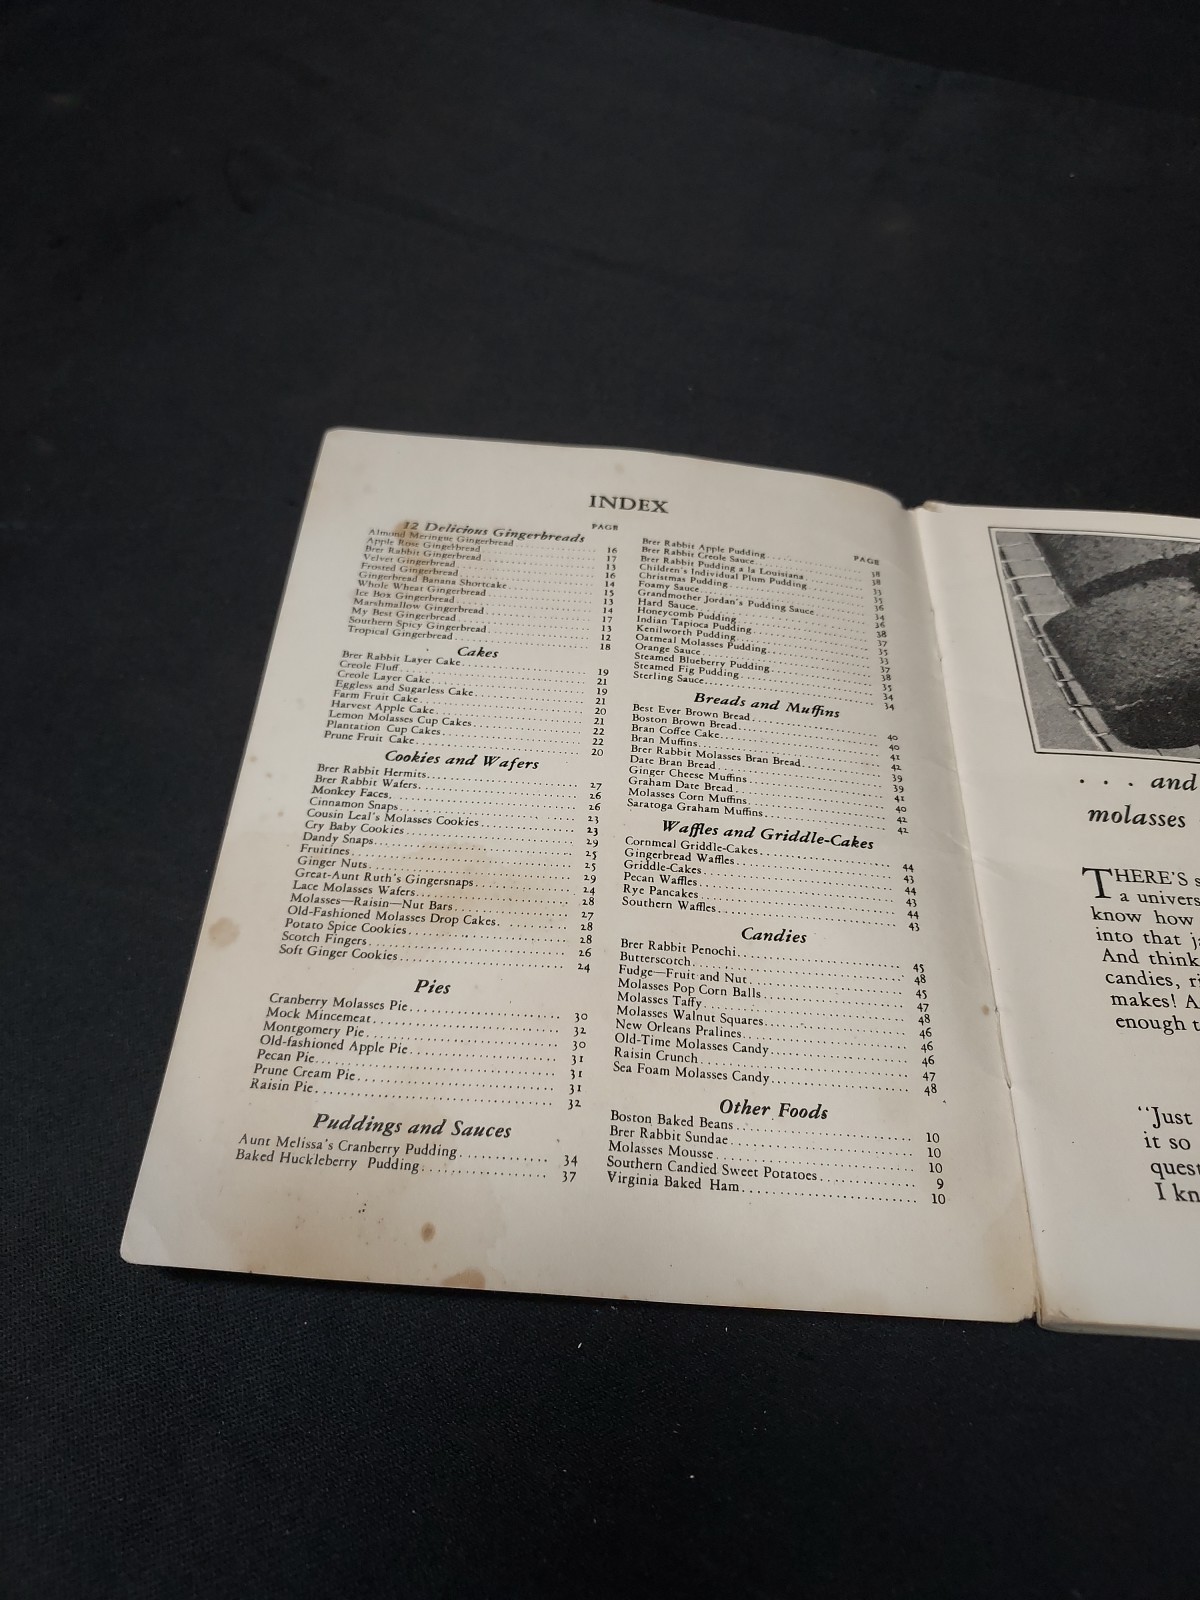 INDEX
PAGE
12 Delicious Gingerbreads
Almond Meringue Gingerbread 16
Apple Rose Gingerbread 17
Brer Rabbit Gingerbread 13
Velvet Gingerbread 16
Frosted Gingerbread 14
Gingerbread Banana Shortcake 15
Whole Wheat Gingerbread 13
Ice Box Gingerbread 14
Marshmallow Gingerbread 17
My Best Gingerbread 13
Southern Spicy Gingerbread 12
Tropical Gingerbread 18
Cakes
Brer Rabbit Layer Cake 19
Creole Fluff 21
Creole Layer Cake 19
Eggless and Sugarless Cake 21
Farm Fruit Cake 20
Harvest Apple Cake 21
Lemon Molasses Cup Cakes 22
Plantation Cup Cakes 22
Prune Fruit Cake 20
Cookies and Wafers
Brer Rabbit Hermits 27
Brer Rabbit Wafers 26
Monkey Faces 26
Cinnamon Snaps 23
Cousin Leal's Molasses Cookies 23
Cry Baby Cookies 29
Dandy Snaps 25
Fruitines 25
Ginger Nuts 29
Great-Aunt Ruth's Gingersnaps 24
Lace Molasses Wafers 28
Molasses—Raisin—Nut Bars 27
Old-Fashioned Molasses Drop Cakes 28
Potato Spice Cookies 28
Scotch Fingers 26
Soft Ginger Cookies 24
Pies
Cranberry Molasses Pie 30
Mock Mincemeat 32
Montgomery Pie 30
Old-fashioned Apple Pie 31
Pecan Pie 31
Prune Cream Pie 31
Raisin Pie 32
Puddings and Sauces
Aunt Melissa's Cranberry Pudding 34
Baked Huckleberry Pudding 37
PAGE
Brer Rabbit Apple Pudding 38
Brer Rabbit Creole Sauce 38
Brer Rabbit Pudding a la Louisiana 33
Children's Individual Plum Pudding 35
Christmas Pudding 36
Foamy Sauce 34
Grandmother Jordan's Pudding Sauce 36
Hard Sauce 38
Honeycomb Pudding 37
Indian Tapioca Pudding 35
Kenilworth Pudding 33
Oatmeal Molasses Pudding 37
Orange Sauce 38
Steamed Blueberry Pudding 35
Steamed Fig Pudding 34
Sterling Sauce 34
Breads and Muffins
Best Ever Brown Bread 40
Boston Brown Bread 40
Bran Coffee Cake 41
Bran Muffins 42
Brer Rabbit Molasses Bran Bread 39
Date Bran Bread 39
Ginger Cheese Muffins 41
Graham Date Bread 40
Molasses Corn Muffins 42
Saratoga Graham Muffins 42
Waffles and Griddle-Cakes
Cornmeal Griddle-Cakes 44
Gingerbread Waffles 43
Griddle-Cakes 44
Pecan Waffles 43
Rye Pancakes 44
Southern Waffles 43
Candies
Brer Rabbit Penochi 45
Butterscotch 48
Fudge—Fruit and Nut 45
Molasses Pop Corn Balls 47
Molasses Taffy 48
Molasses Walnut Squares 46
New Orleans Pralines 46
Old-Time Molasses Candy 46
Raisin Crunch 47
Sea Foam Molasses Candy 48
Other Foods
Boston Baked Beans 10
Brer Rabbit Sundae 10
Molasses Mousse 10
Southern Candied Sweet Potatoes 9
Virginia Baked Ham 10
. . . and
molasses
THERE'S s
a univers
know how
into that j
And think
candies, r
makes! A
enough t
"Just
it so
quest
I kn